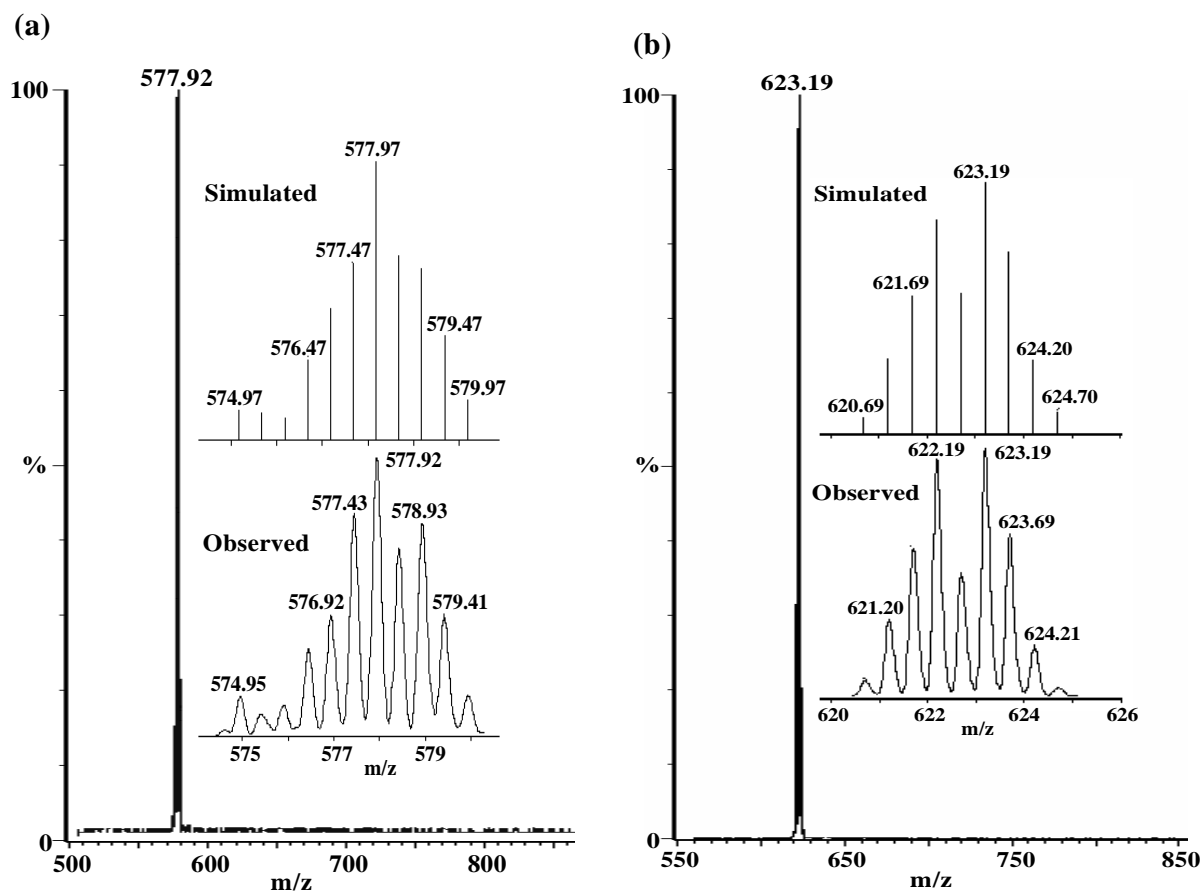 (a)
577.92
100
577.97
Simulated
577.47
576.47
579.47
574.97
579.97
%
577.92
577.43
578.93
Observed
576.92
579.41
574.95
575 577 579
m/z
0
500 600 700 800
m/z
(b)
623.19
100
623.19
Simulated
621.69
624.20
620.69
624.70
%
622.19
623.19
Observed
623.69
621.20
624.21
620 622 624 626
m/z
0
550 650 750 850
m/z